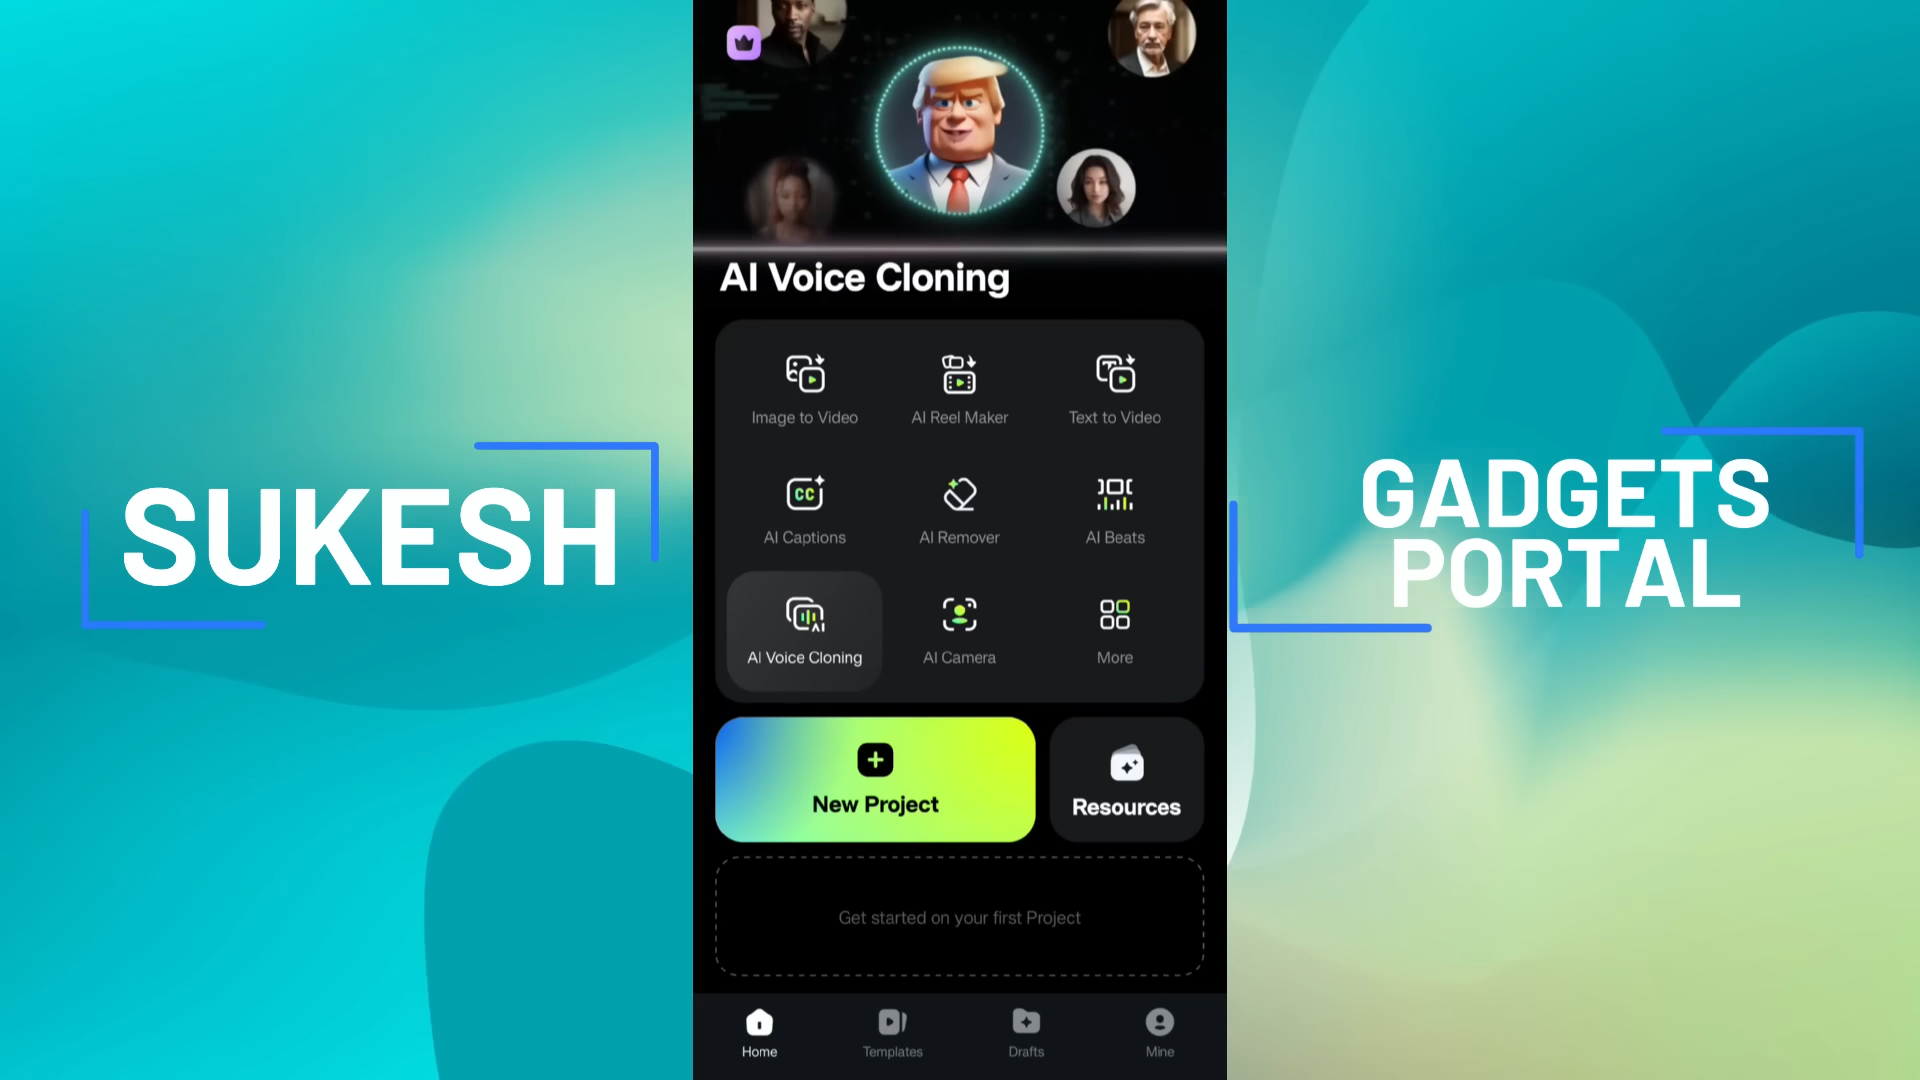 SUKESH
AI Voice Cloning
Image to Video
AI Reel Maker
Text to Video
CC
AI Captions
AI Remover
AI Beats
AI
AI Voice Cloning
AI Camera
More
New Project
Resources
Get started on your first Project
Home
Templates
Drafts
Mine
GADGETS
PORTAL